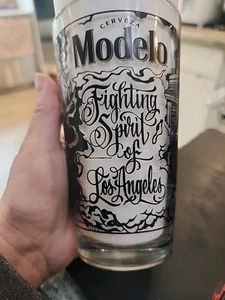 CERVEZA
Modelo
Fighting
Spirit
of
Los Angeles